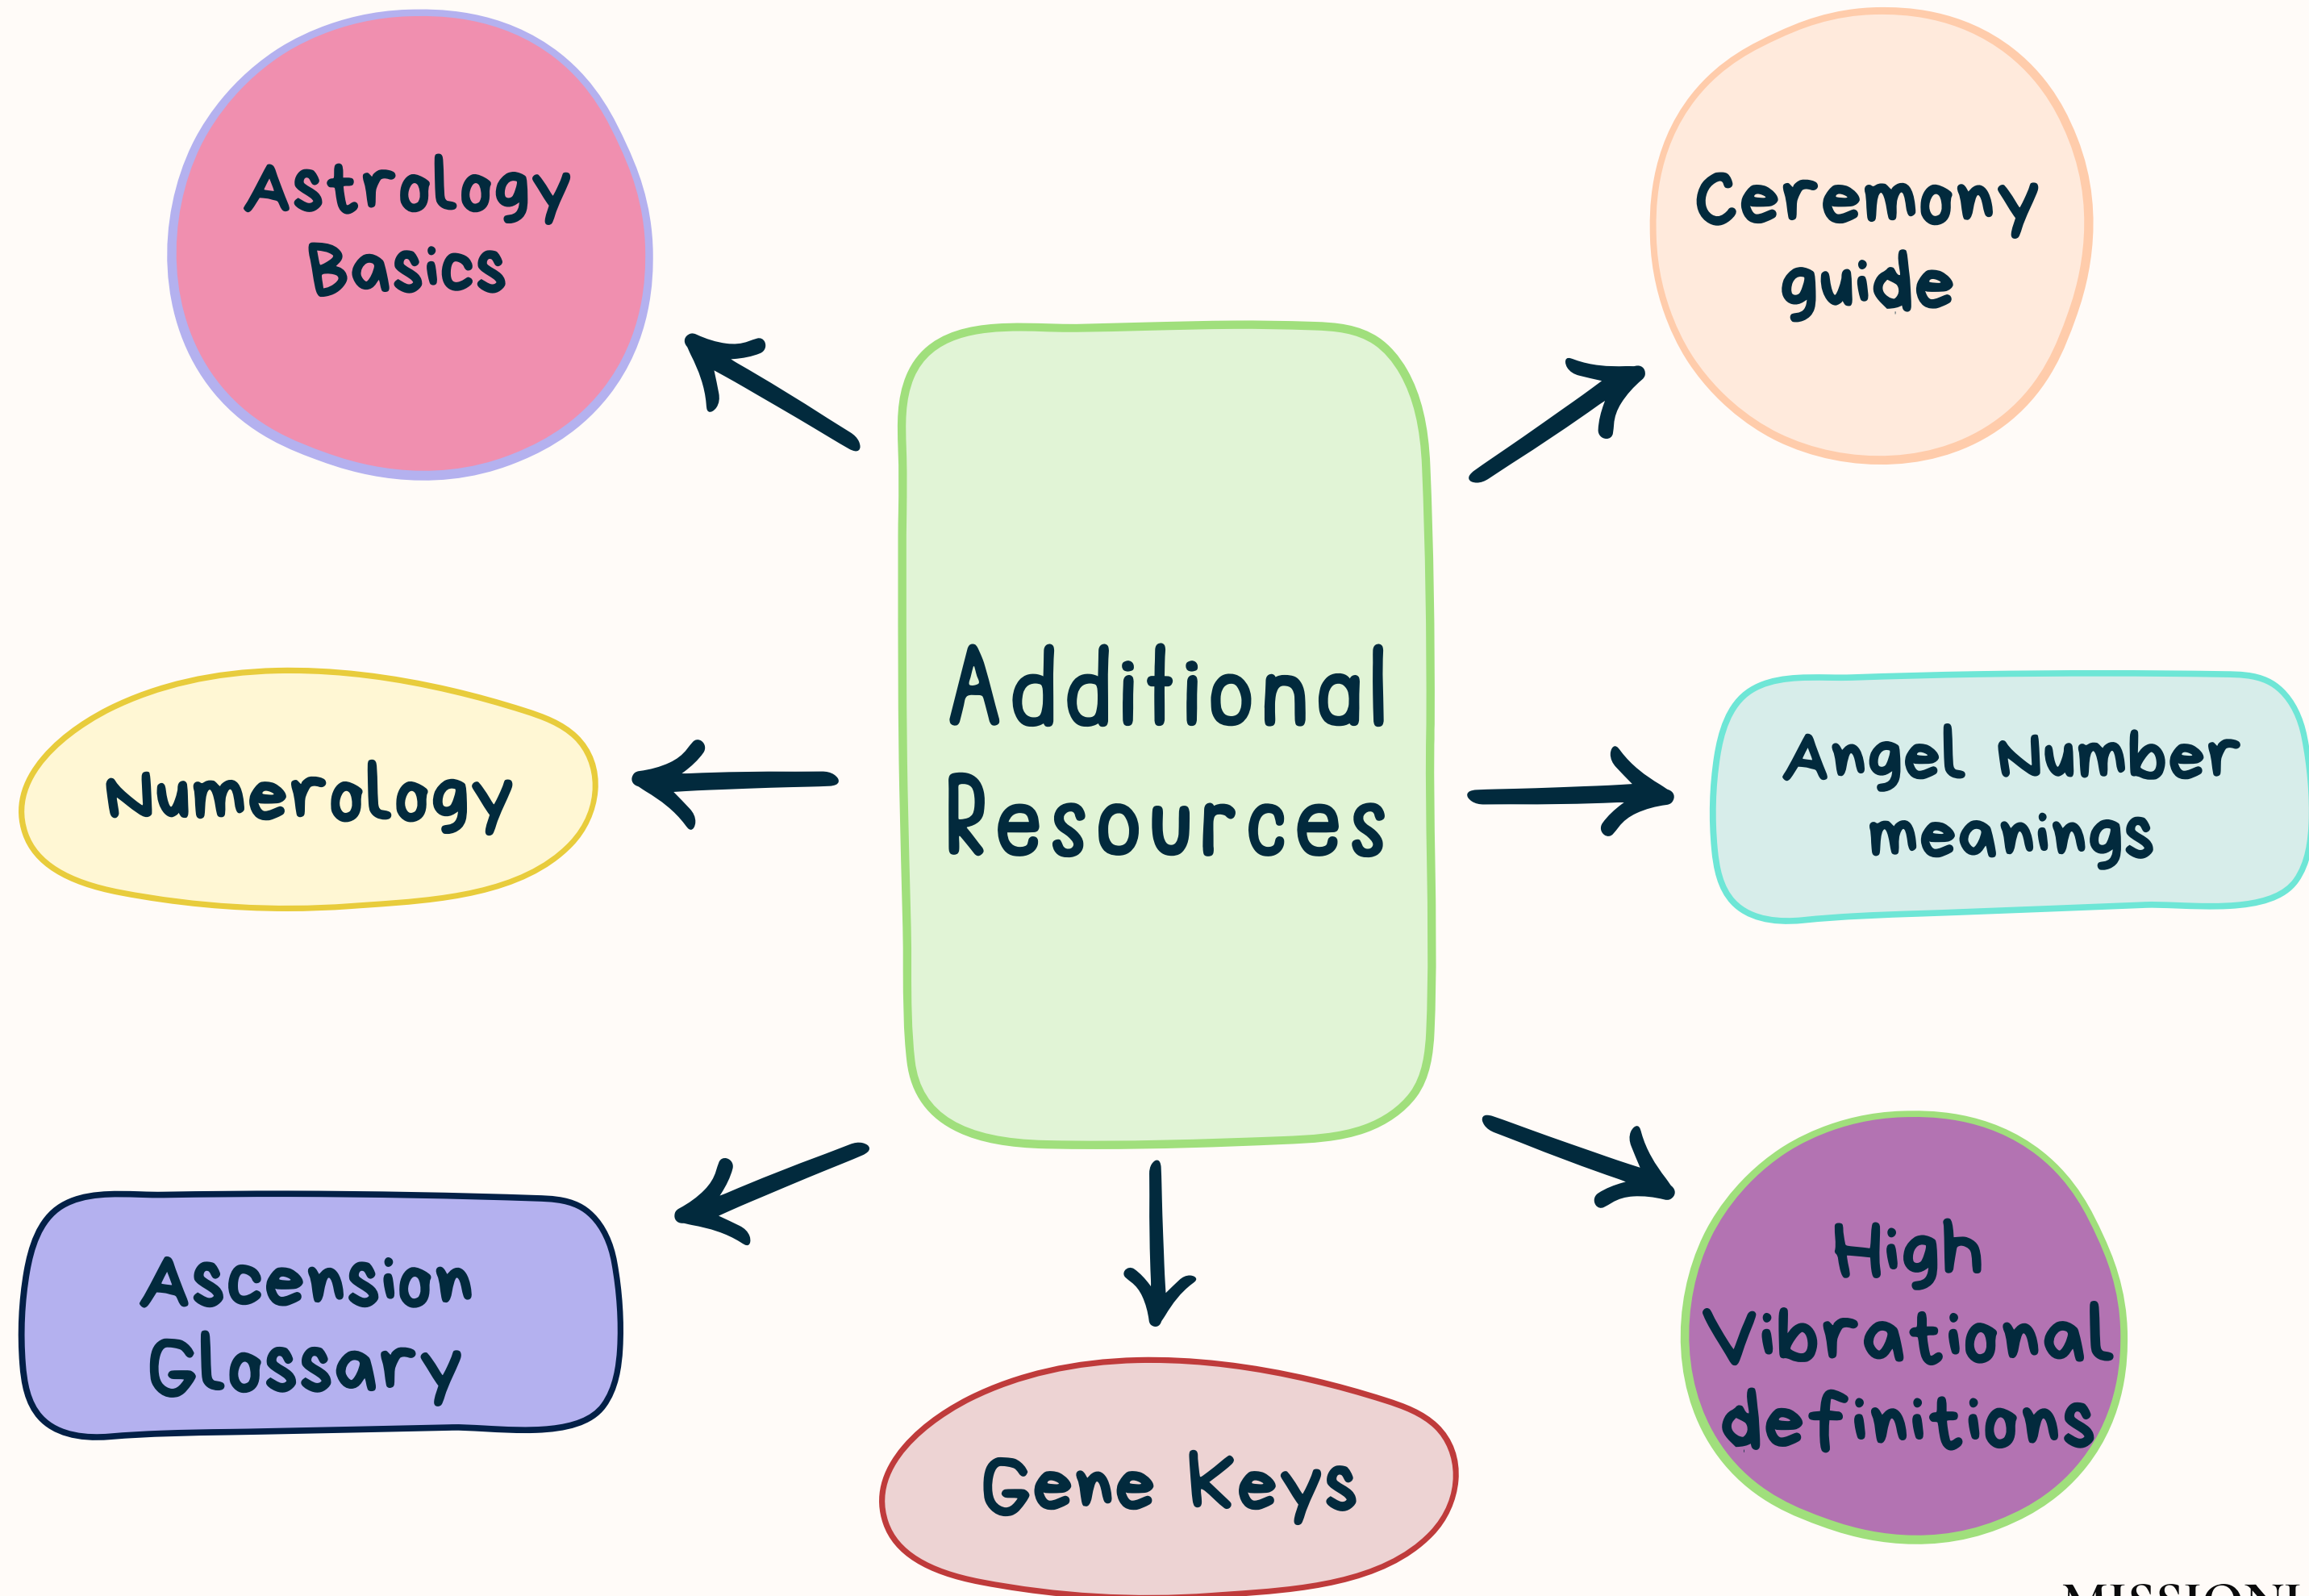 Astrology
Basics
Ceremony
guide
Additional
Resources
Numerology
Angel Number
meanings
Ascension
Glossary
High
Vibrational
definitions
Gene Keys